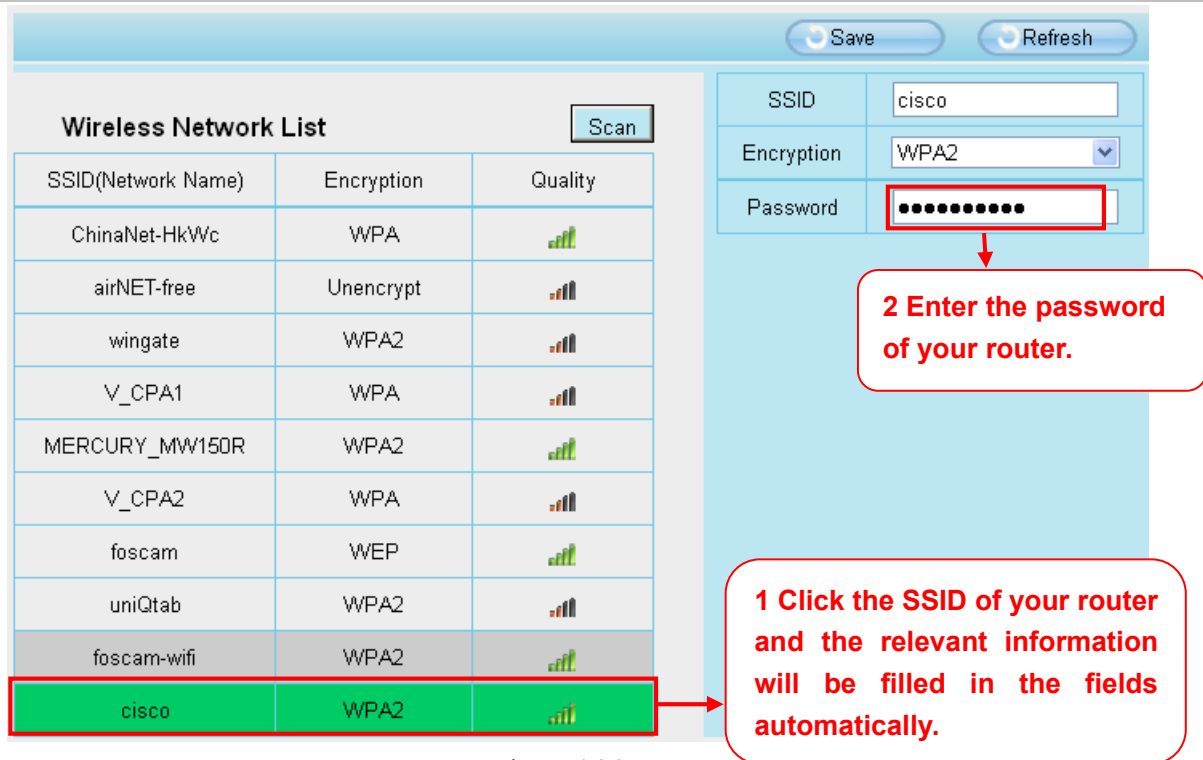 Save Refresh
Wireless Network List Scan
SSID(Network Name) Encryption Quality
ChinaNet-HkWc WPA
airNET-free Unencrypt
wingate WPA2
V_CPA1 WPA
MERCURY_MW150R WPA2
V_CPA2 WPA
foscam WEP
uniQtab WPA2
foscam-wifi WPA2
cisco WPA2
SSID cisco
Encryption WPA2
Password ●●●●●●●●●●
2 Enter the password
of your router.
1 Click the SSID of your router
and the relevant information
will be filled in the fields
automatically.